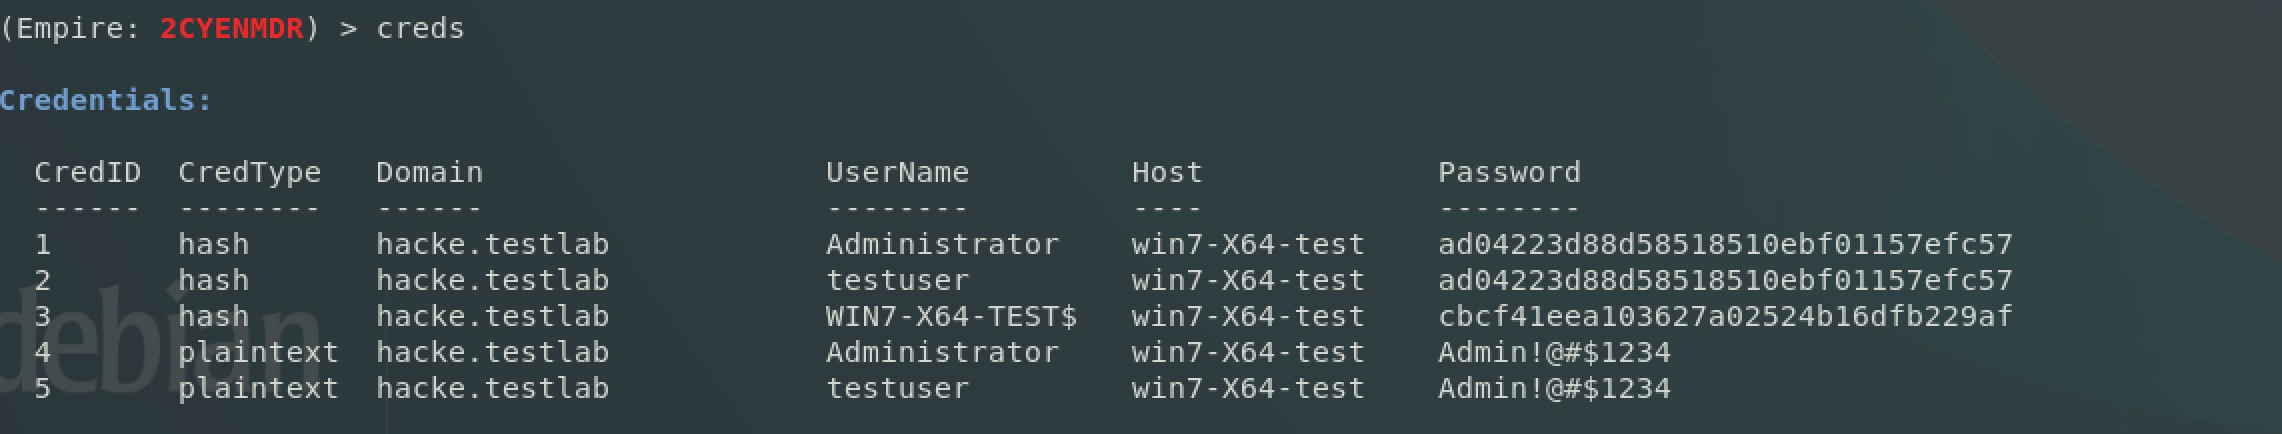 (Empire: 2CYENMDR) > creds
Credentials:
CredID CredType Domain UserName Host Password
------ -------- ------ -------- ---- --------
1 hash hacke.testlab Administrator win7-X64-test ad04223d88d58518510ebf01157efc57
2 hash hacke.testlab testuser win7-X64-test ad04223d88d58518510ebf01157efc57
3 hash hacke.testlab WIN7-X64-TEST$ win7-X64-test cbcf41eea103627a02524b16dfb229af
4 plaintext hacke.testlab Administrator win7-X64-test Admin!@#$1234
5 plaintext hacke.testlab testuser win7-X64-test Admin!@#$1234
debian